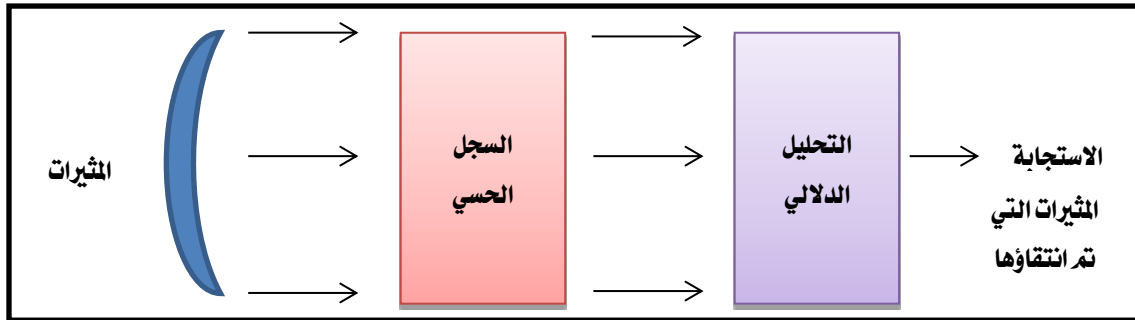 المثيرات
السجل
الحسي
التحليل
الدلالي
الاستجابة
المثيرات التي
تم انتقاؤها